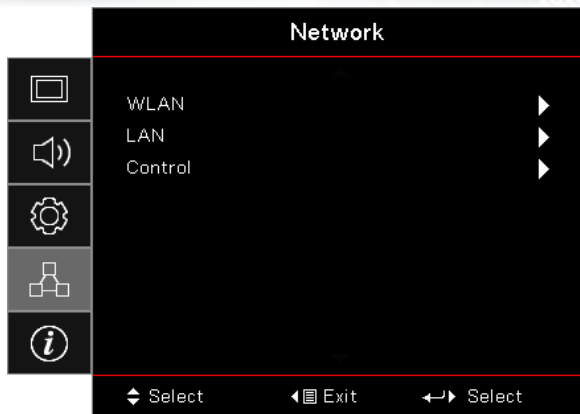 Network
WLAN
LAN
Control
Select Exit Select